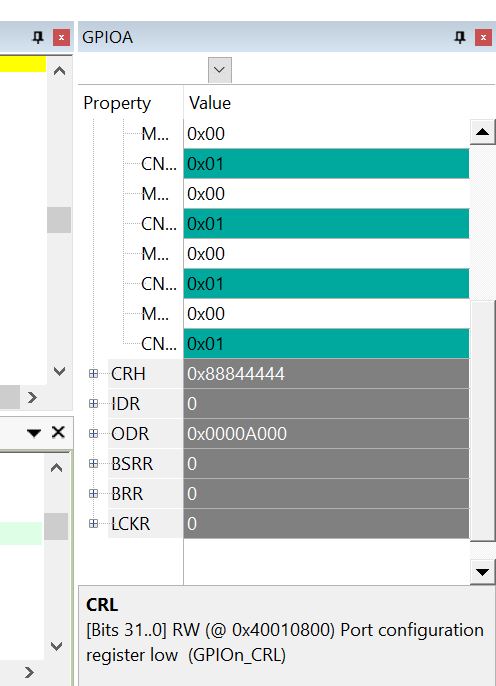 GPIOA
Property Value
M... 0x00
CN... 0x01
M... 0x00
CN... 0x01
M... 0x00
CN... 0x01
M... 0x00
CN... 0x01
CRH 0x88844444
IDR 0
ODR 0x0000A000
BSRR 0
BRR 0
LCKR 0
CRL
[Bits 31..0] RW (@ 0x40010800) Port configuration
register low (GPIOn_CRL)